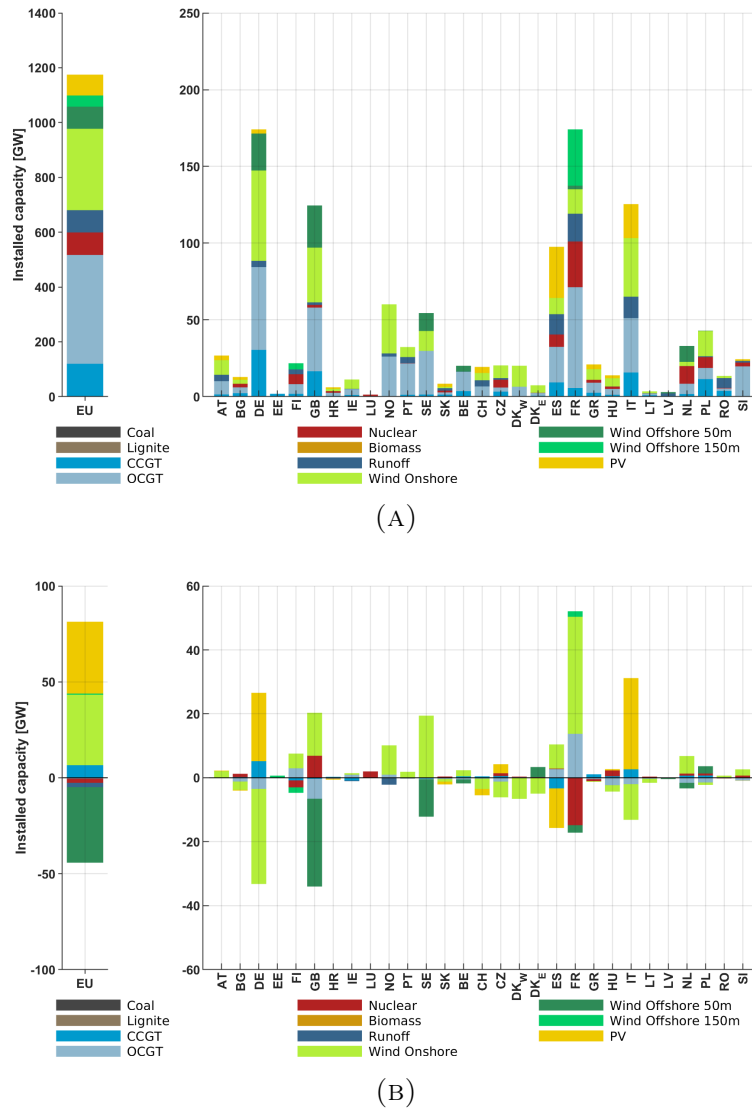 Installed capacity [GW]
1400
1200
1000
800
600
400
200
0
EU
250
200
150
100
50
0
AT BG DE EE FI GB HR IE LU NO PT SE SK BE CH CZ DK_W DK_E ES FR GR HU IT LT LV NL PL RO SI
Coal Nuclear Wind Offshore 50m
Lignite Biomass Wind Offshore 150m
CCGT Runoff PV
OCGT Wind Onshore
(A)
Installed capacity [GW]
100
50
0
-50
-100
EU
60
40
20
0
-20
-40
-60
AT BG DE EE FI GB HR IE LU NO PT SE SK BE CH CZ DK_W DK_E ES FR GR HU IT LT LV NL PL RO SI
Coal Nuclear Wind Offshore 50m
Lignite Biomass Wind Offshore 150m
CCGT Runoff PV
OCGT Wind Onshore
(B)